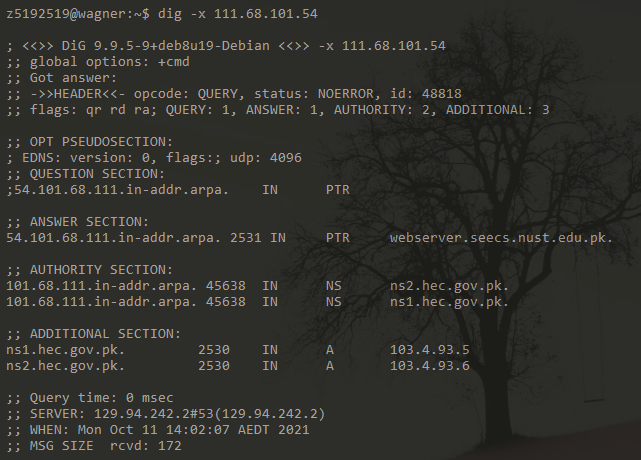 z5192519@wagner:~$ dig -x 111.68.101.54
; <<>> DiG 9.9.5-9+deb8u19-Debian <<>> -x 111.68.101.54
;; global options: +cmd
;; Got answer:
;; ->>HEADER<<- opcode: QUERY, status: NOERROR, id: 48818
;; flags: qr rd ra; QUERY: 1, ANSWER: 1, AUTHORITY: 2, ADDITIONAL: 3
;; OPT PSEUDOSECTION:
; EDNS: version: 0, flags:; udp: 4096
;; QUESTION SECTION:
;54.101.68.111.in-addr.arpa. IN PTR
;; ANSWER SECTION:
54.101.68.111.in-addr.arpa. 2531 IN PTR webserver.seecs.nust.edu.pk.
;; AUTHORITY SECTION:
101.68.111.in-addr.arpa. 45638 IN NS ns2.hec.gov.pk.
101.68.111.in-addr.arpa. 45638 IN NS ns1.hec.gov.pk.
;; ADDITIONAL SECTION:
ns1.hec.gov.pk. 2530 IN A 103.4.93.5
ns2.hec.gov.pk. 2530 IN A 103.4.93.6
;; Query time: 0 msec
;; SERVER: 129.94.242.2#53(129.94.242.2)
;; WHEN: Mon Oct 11 14:02:07 AEDT 2021
;; MSG SIZE rcvd: 172